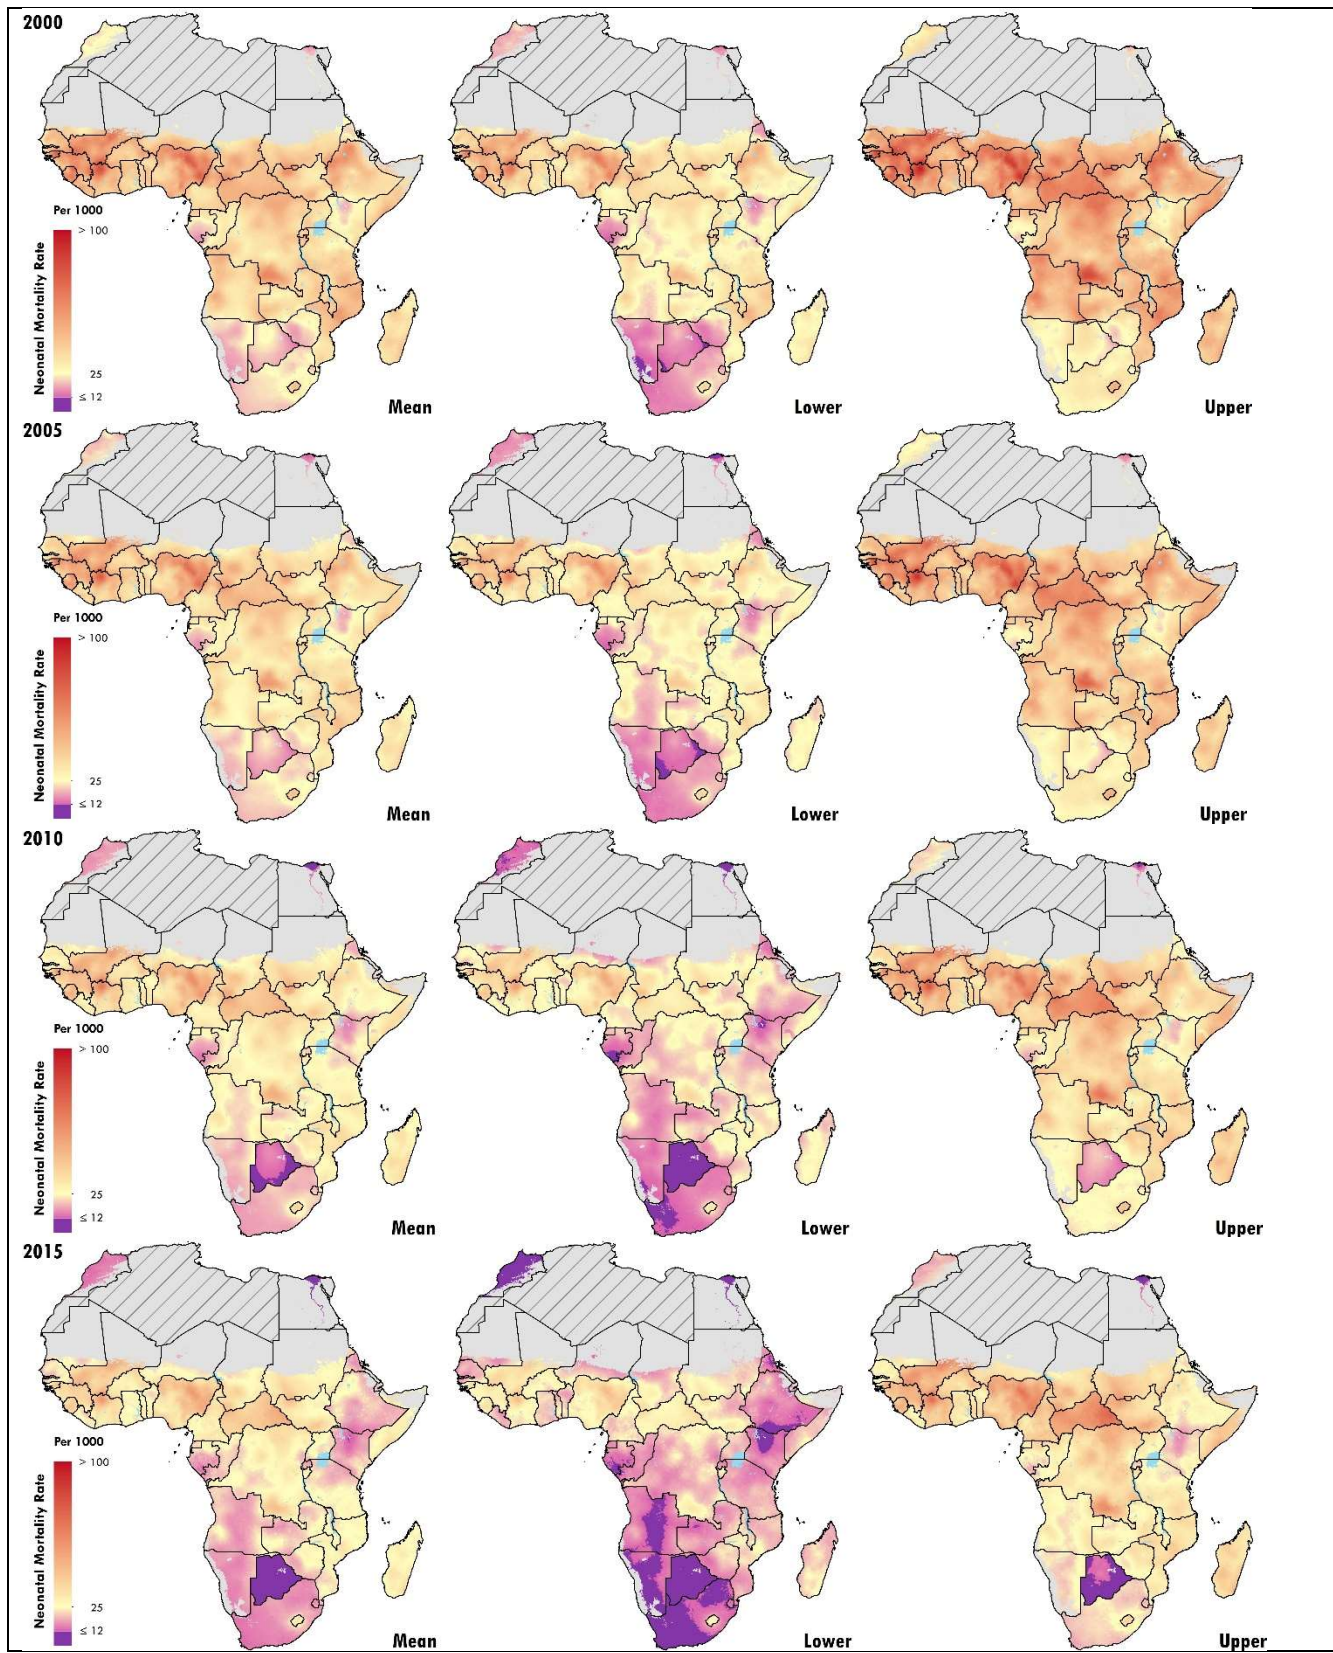 2000
Neonatal Mortality Rate
Per 1000
> 100
25
≤ 12
Mean
Lower
Upper
2005
Neonatal Mortality Rate
Per 1000
> 100
25
≤ 12
Mean
Lower
Upper
2010
Neonatal Mortality Rate
Per 1000
> 100
25
≤ 12
Mean
Lower
Upper
2015
Neonatal Mortality Rate
Per 1000
> 100
25
≤ 12
Mean
Lower
Upper